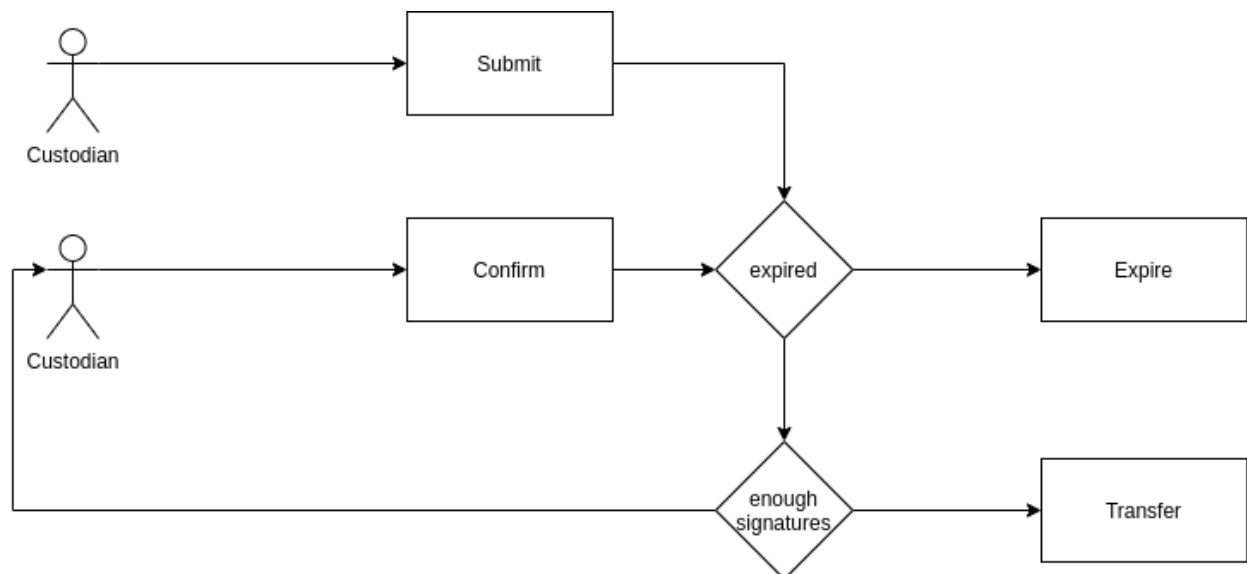 Submit
Custodian
Confirm
expired
Expire
Custodian
enough
signatures
Transfer